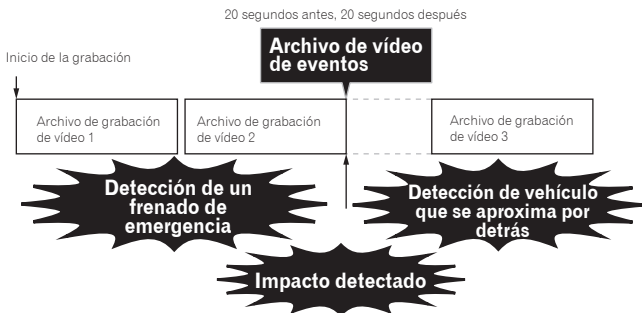 20 segundos antes, 20 segundos después
Archivo de vídeo
de eventos
Inicio de la grabación
Archivo de grabación
de vídeo 1
Archivo de grabación
de vídeo 2
Archivo de grabación
de vídeo 3
Detección de un
frenado de
emergencia
Detección de vehículo
que se aproxima por
detrás
Impacto detectado